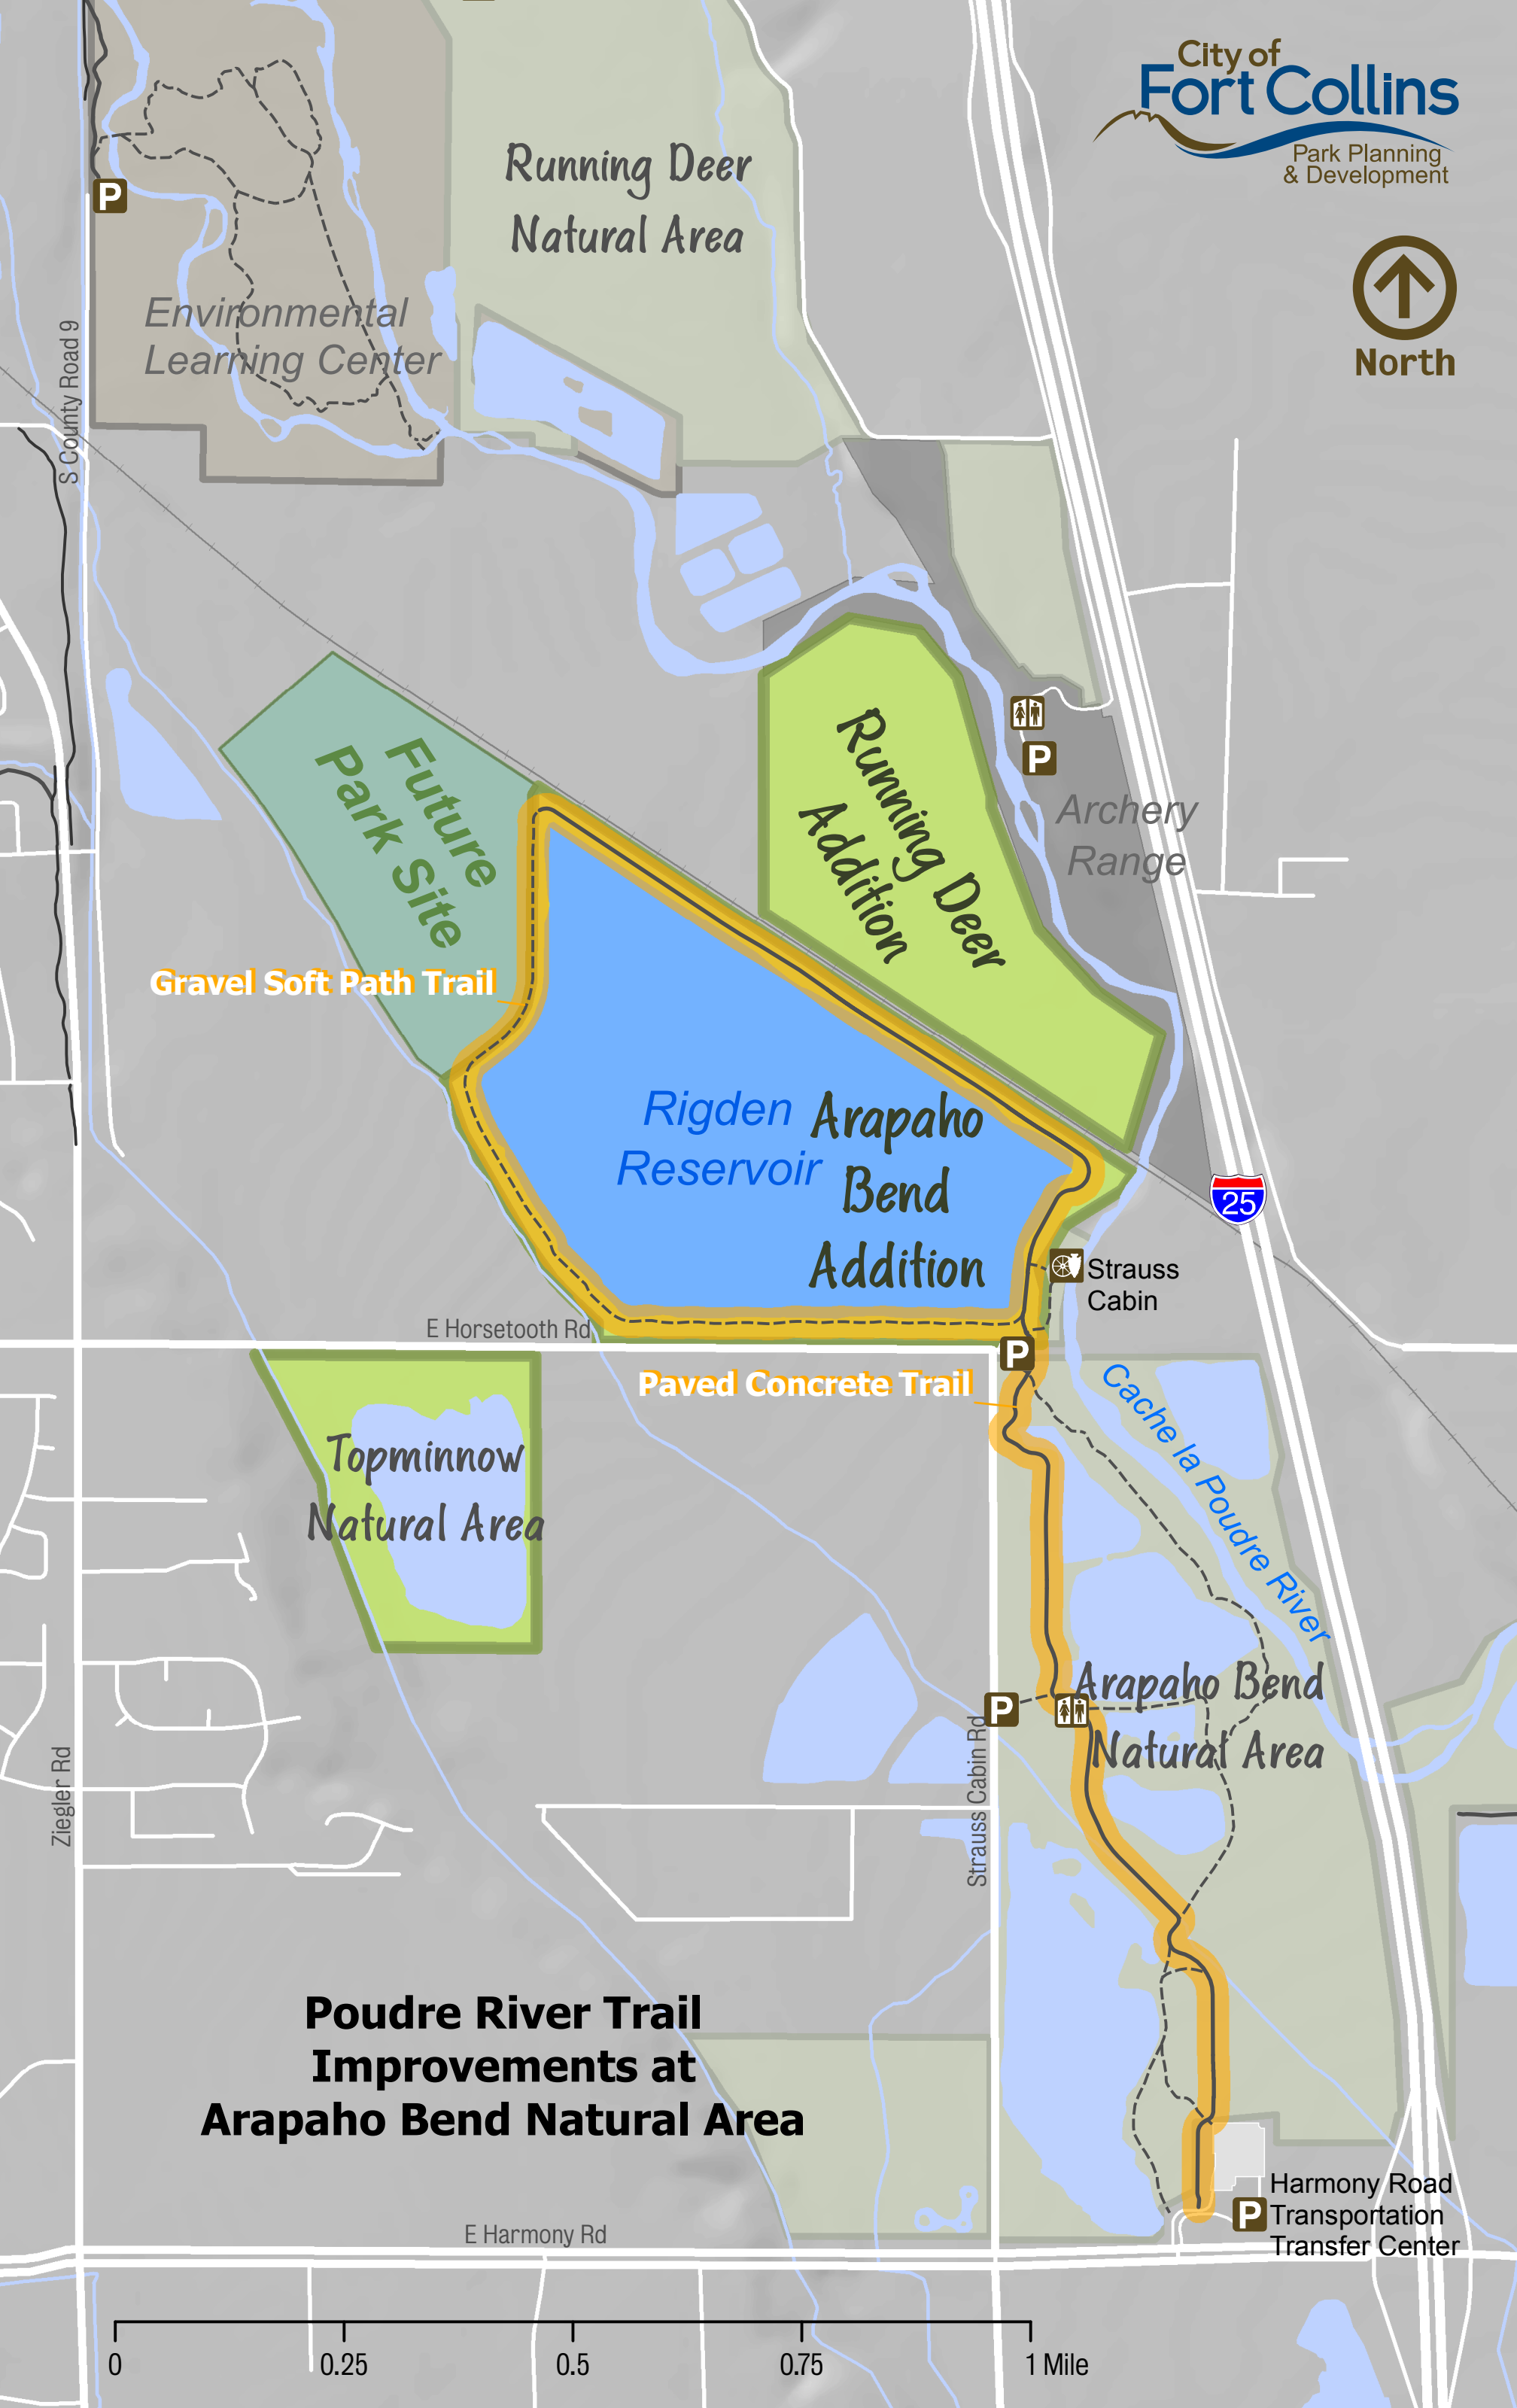 City of
Fort Collins
Park Planning
& Development
North
Running Deer
Natural Area
P
Environmental
Learning Center
S County Road 9
Future
Park Site
Running Deer
Addition
P
Archery
Range
Gravel Soft Path Trail
Rigden
Reservoir
Arapaho
Bend
Addition
25
Strauss
Cabin
E Horsetooth Rd
P
Paved Concrete Trail
Cache la Poudre River
Topminnow
Natural Area
Arapaho Bend
Natural Area
P
Strauss Cabin Rd
Ziegler Rd
Poudre River Trail
Improvements at
Arapaho Bend Natural Area
Harmony Road
P Transportation
Transfer Center
E Harmony Rd
0 0.25 0.5 0.75 1 Mile